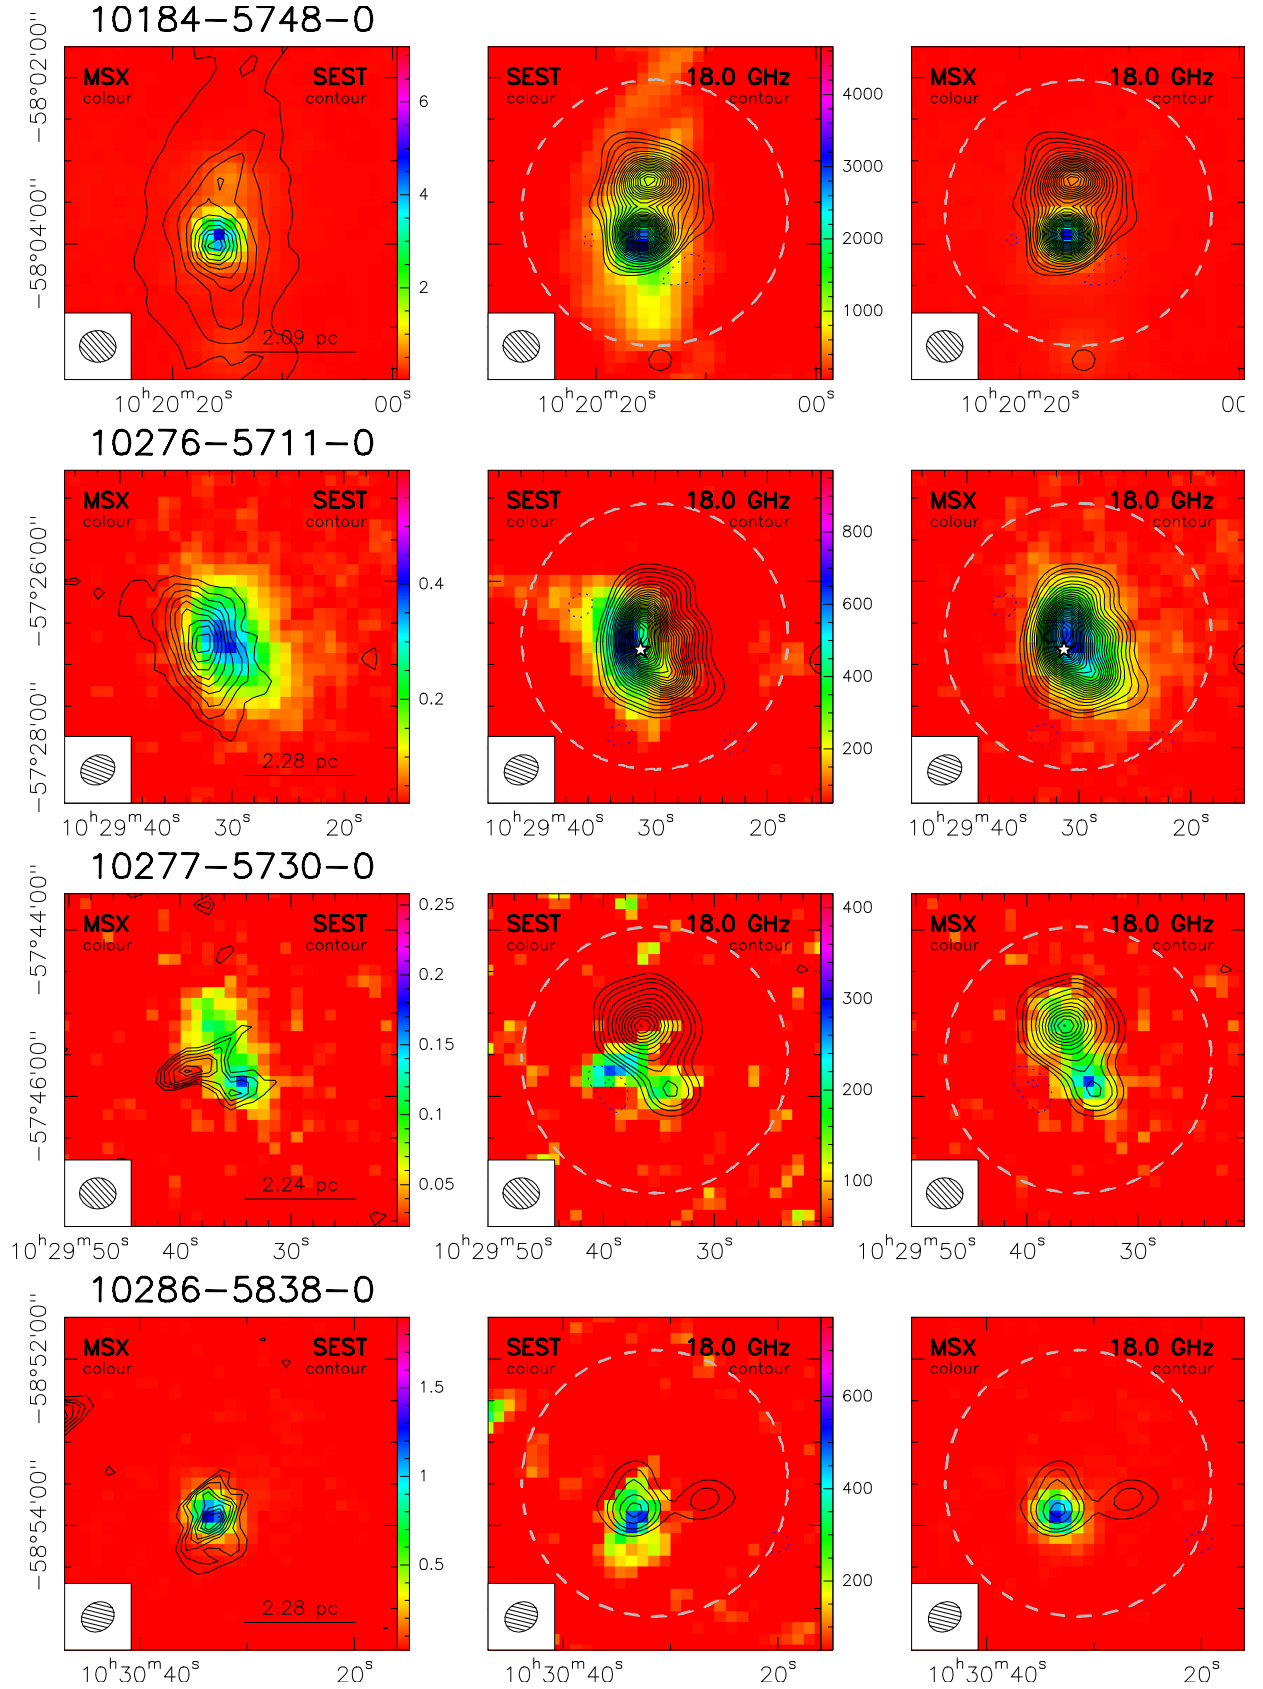 10184−5748−0
MSX SEST
colour contour
SEST 18.0 GHz
colour contour
MSX 18.0 GHz
colour contour
−58°02'00''
−58°04'00''
6
4
2
2.09 pc
4000
3000
2000
1000
10h20m20s 00s
10h20m20s 00s
10h20m20s 00
10276−5711−0
MSX SEST
colour contour
SEST 18.0 GHz
colour contour
MSX 18.0 GHz
colour contour
−57°26'00''
−57°28'00''
0.4
0.2
2.28 pc
800
600
400
200
10h29m40s 30s 20s
10h29m40s 30s 20s
10h29m40s 30s 20s
10277−5730−0
MSX SEST
colour contour
SEST 18.0 GHz
colour contour
MSX 18.0 GHz
colour contour
−57°44'00''
−57°46'00''
0.25
0.2
0.15
0.1
0.05
2.24 pc
400
300
200
100
10h29m50s 40s 30s
10h29m50s 40s 30s
10h29m50s 40s 30s
10286−5838−0
MSX SEST
colour contour
SEST 18.0 GHz
colour contour
MSX 18.0 GHz
colour contour
−58°52'00''
−58°54'00''
1.5
1
0.5
2.28 pc
600
400
200
10h30m40s 20s
10h30m40s 20s
10h30m40s 20s